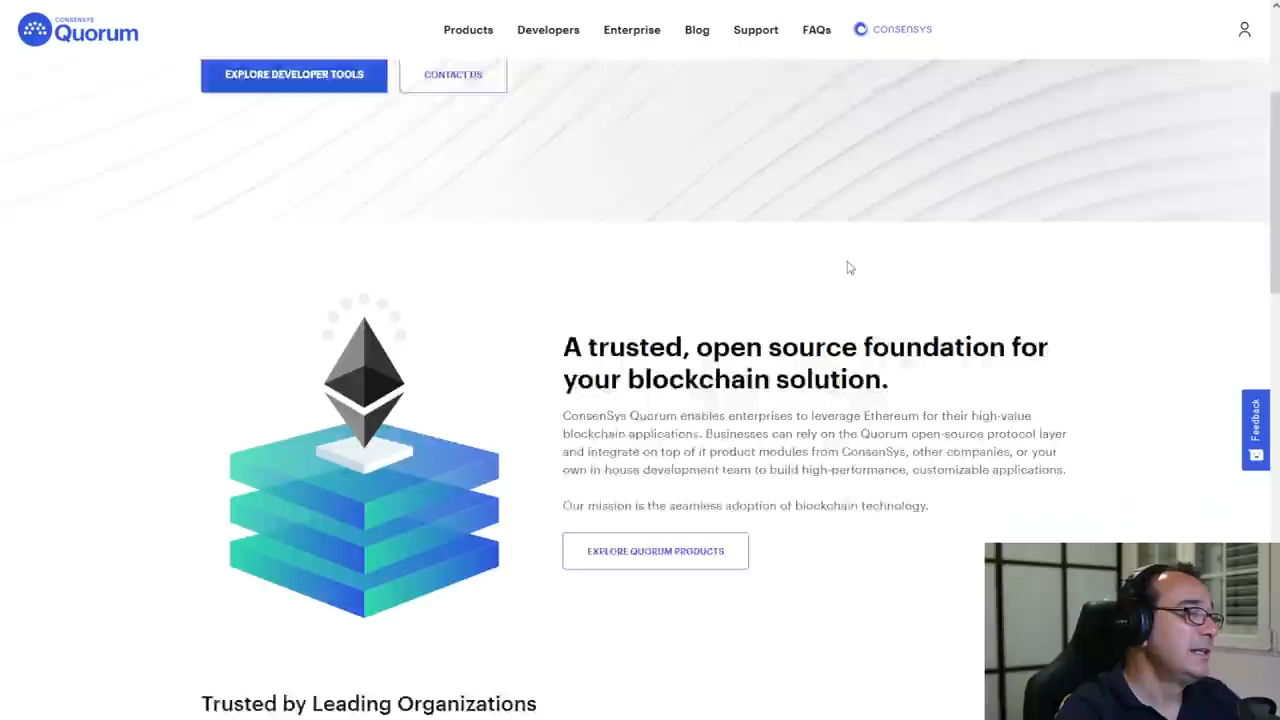 CONSENSYS
Quorum
Products Developers Enterprise Blog Support FAQs CONSENSYS
EXPLORE DEVELOPER TOOLS CONTACT US
A trusted, open source foundation for
your blockchain solution.
ConsenSys Quorum enables enterprises to leverage Ethereum for their high-value
blockchain applications. Businesses can rely on the Quorum open-source protocol layer
and integrate on top of it product modules from ConsenSys, other companies, or your
own in-house development team to build high-performance, customizable applications.
Our mission is the seamless adoption of blockchain technology.
EXPLORE QUORUM PRODUCTS
Feedback
Trusted by Leading Organizations